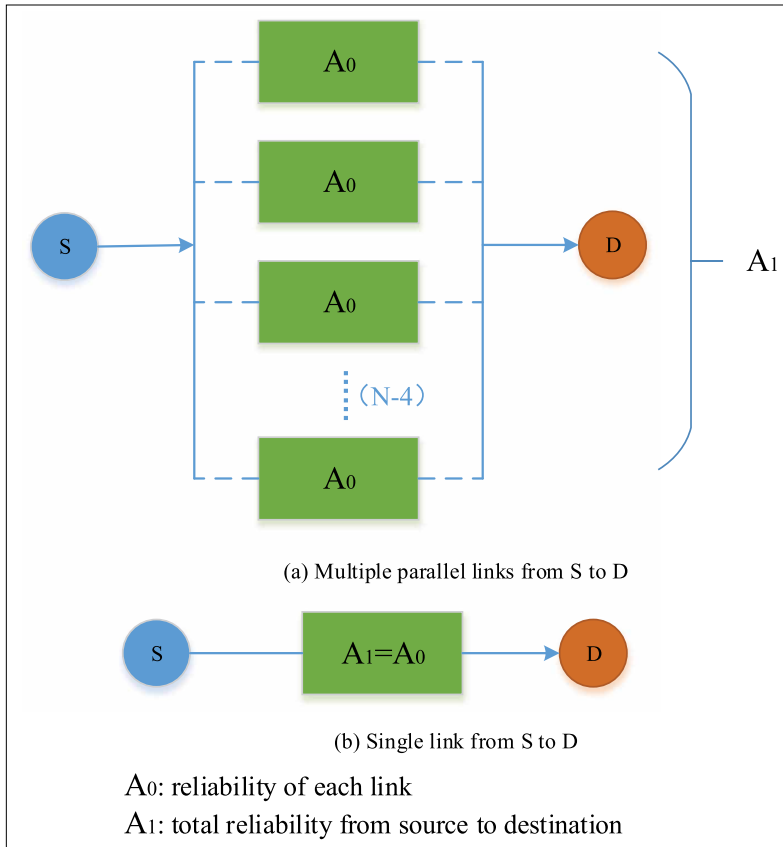 A0
A0
S
D
A0
A1
（N-4）
A0
(a) Multiple parallel links from S to D
S
A1=A0
D
(b) Single link from S to D
A0: reliability of each link
A1: total reliability from source to destination